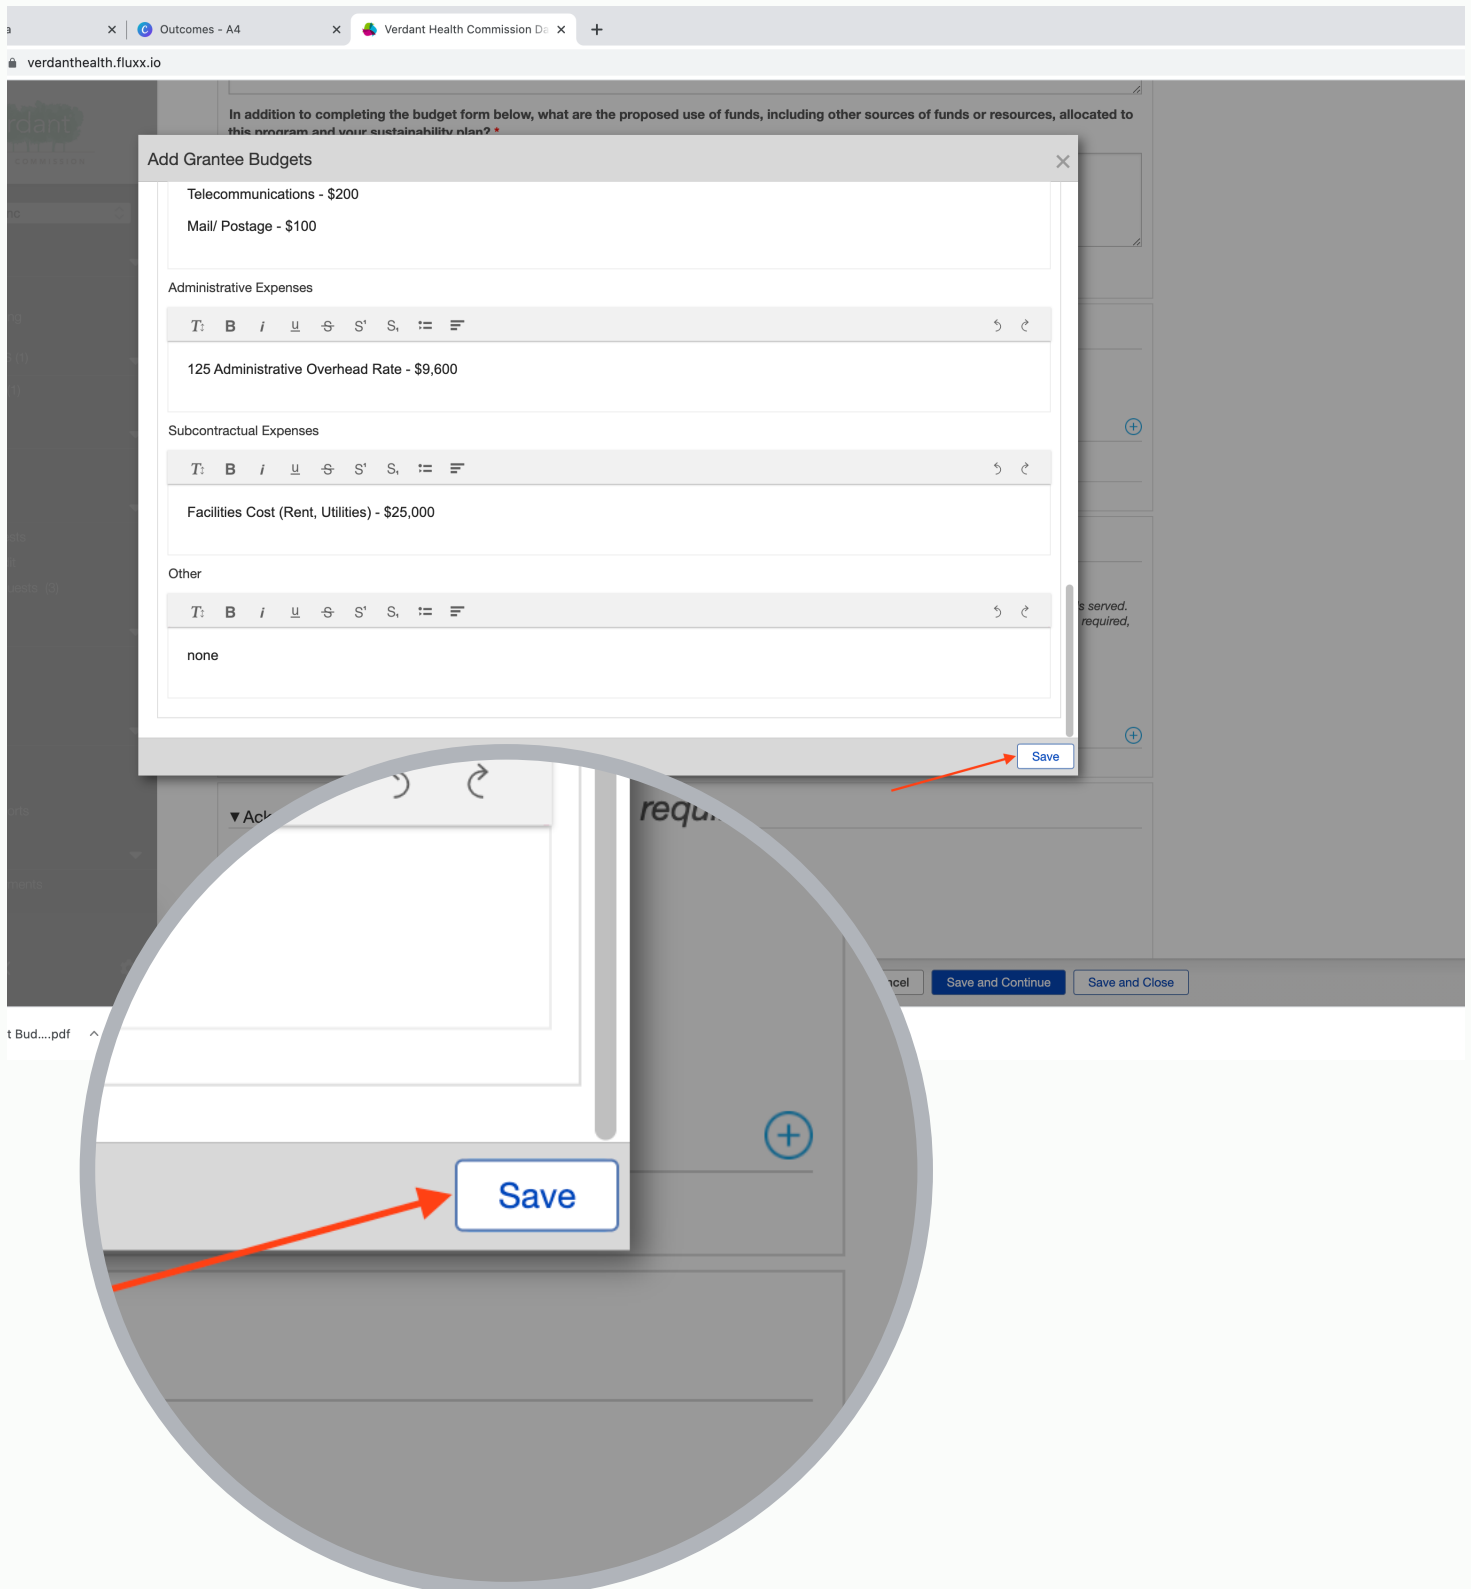 Outcomes - A4
Verdant Health Commission Da
verdanthealth.fluxx.io
In addition to completing the budget form below, what are the proposed use of funds, including other sources of funds or resources, allocated to
this program and your sustainability plan? *
Add Grantee Budgets
Telecommunications - $200
Mail/ Postage - $100
Administrative Expenses
125 Administrative Overhead Rate - $9,600
Subcontractual Expenses
Facilities Cost (Rent, Utilities) - $25,000
Other
s served.
required,
none
Save
Ack
requ
Save and Continue
Save and Close
t Bud....pdf
Save